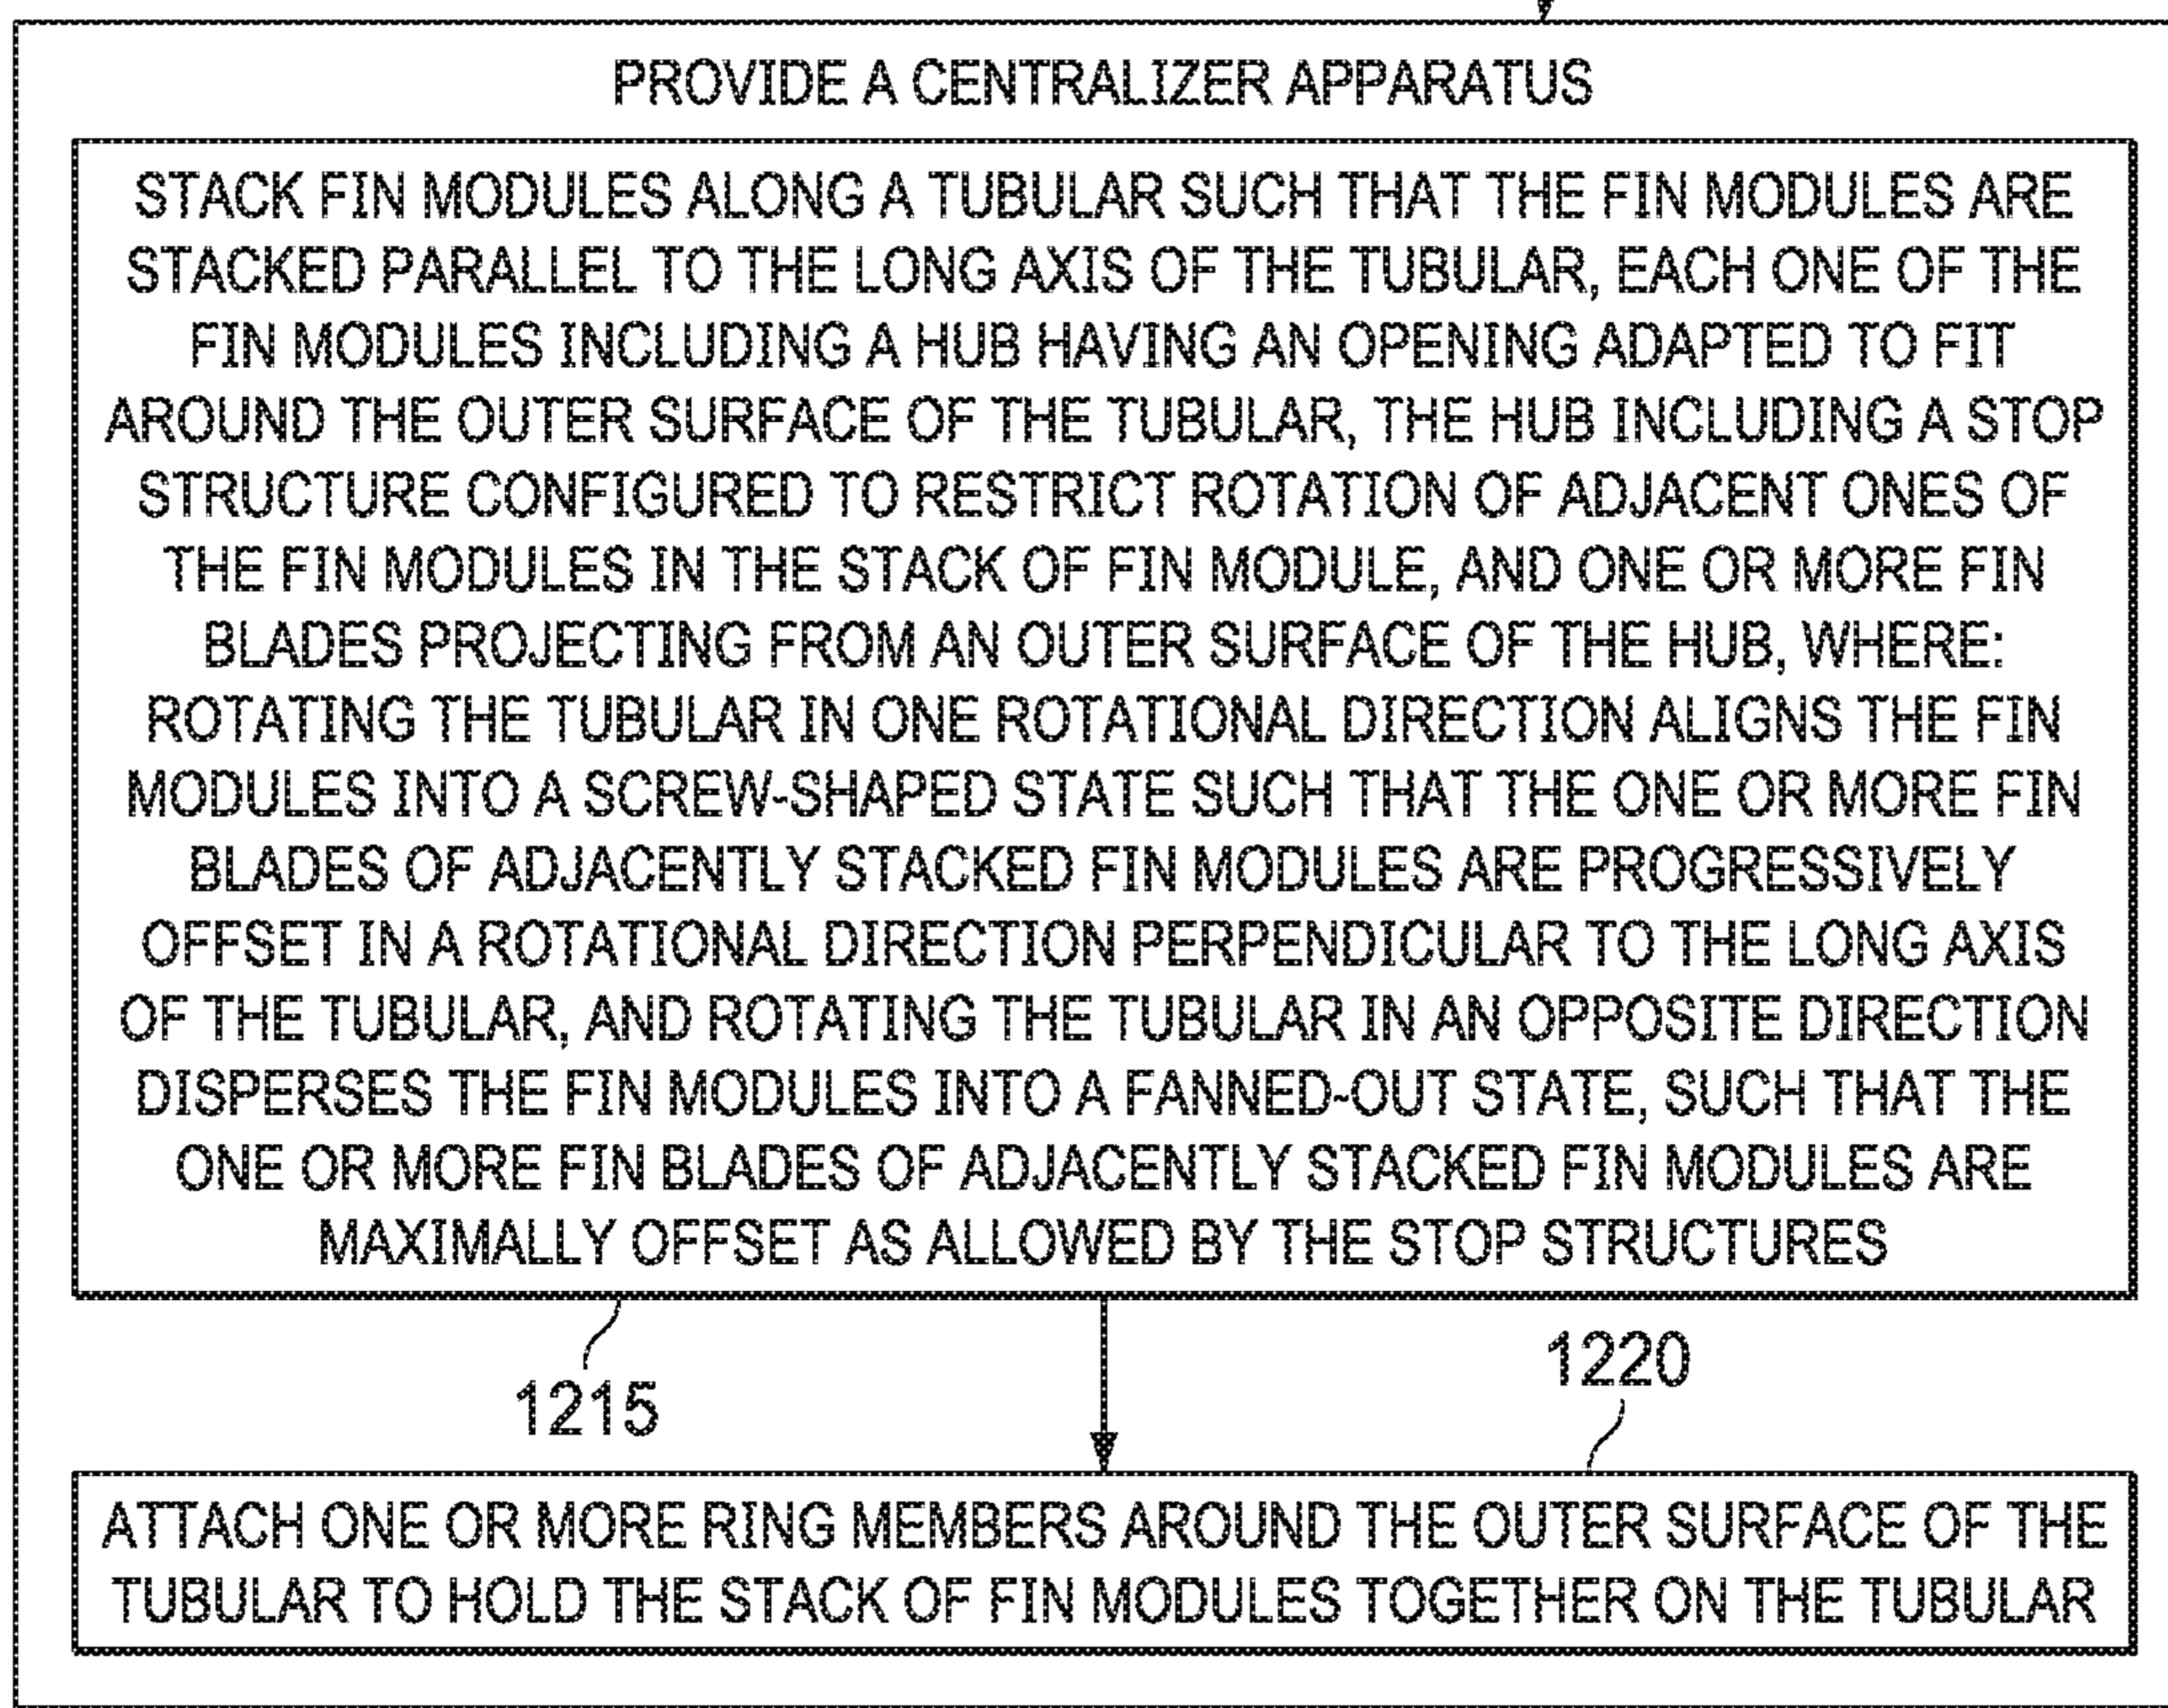 PROVIDE A CENTRALIZER APPARATUS
STACK FIN MODULES ALONG A TUBULAR SUCH THAT THE FIN MODULES ARE
STACKED PARALLEL TO THE LONG AXIS OF THE TUBULAR, EACH ONE OF THE
FIN MODULES INCLUDING A HUB HAVING AN OPENING ADAPTED TO FIT
AROUND THE OUTER SURFACE OF THE TUBULAR, THE HUB INCLUDING A STOP
STRUCTURE CONFIGURED TO RESTRICT ROTATION OF ADJACENT ONES OF
THE FIN MODULES IN THE STACK OF FIN MODULE, AND ONE OR MORE FIN
BLADES PROJECTING FROM AN OUTER SURFACE OF THE HUB, WHERE:
ROTATING THE TUBULAR IN ONE ROTATIONAL DIRECTION ALIGNS THE FIN
MODULES INTO A SCREW-SHAPED STATE SUCH THAT THE ONE OR MORE FIN
BLADES OF ADJACENTLY STACKED FIN MODULES ARE PROGRESSIVELY
OFFSET IN A ROTATIONAL DIRECTION PERPENDICULAR TO THE LONG AXIS
OF THE TUBULAR, AND ROTATING THE TUBULAR IN AN OPPOSITE DIRECTION
DISPERSES THE FIN MODULES INTO A FANNED-OUT STATE, SUCH THAT THE
ONE OR MORE FIN BLADES OF ADJACENTLY STACKED FIN MODULES ARE
MAXIMALLY OFFSET AS ALLOWED BY THE STOP STRUCTURES
1215
1220
ATTACH ONE OR MORE RING MEMBERS AROUND THE OUTER SURFACE OF THE
TUBULAR TO HOLD THE STACK OF FIN MODULES TOGETHER ON THE TUBULAR